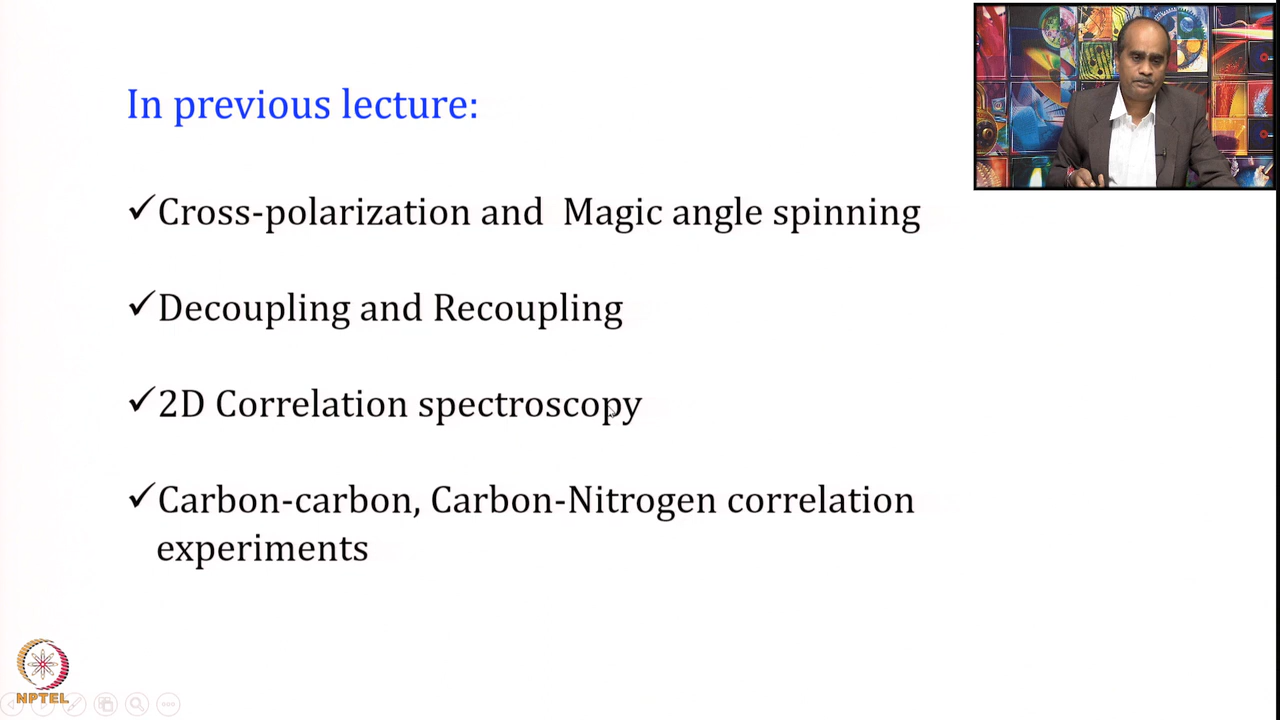 In previous lecture:
✓Cross-polarization and Magic angle spinning
✓Decoupling and Recoupling
✓2D Correlation spectroscopy
✓Carbon-carbon, Carbon-Nitrogen correlation
experiments
NPTEL